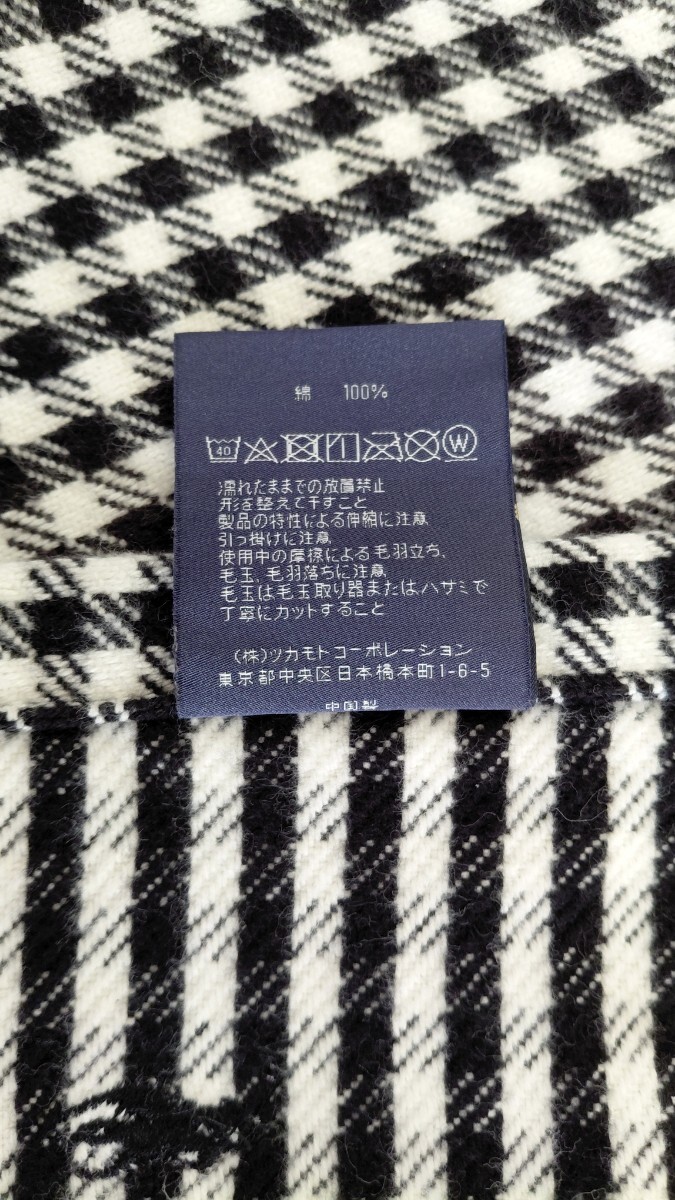 綿 100%
40
W
濡れたままでの放置禁止
形を整えて干すこと
製品の特性による伸縮に注意
引っ掛けに注意
使用中の摩擦による毛羽立ち、
毛玉、毛羽落ちに注意
毛玉は毛玉取り器またはハサミで
丁寧にカットすること
(株)ツカモトコーポレーション
東京都中央区日本橋本町1-6-5
中国製